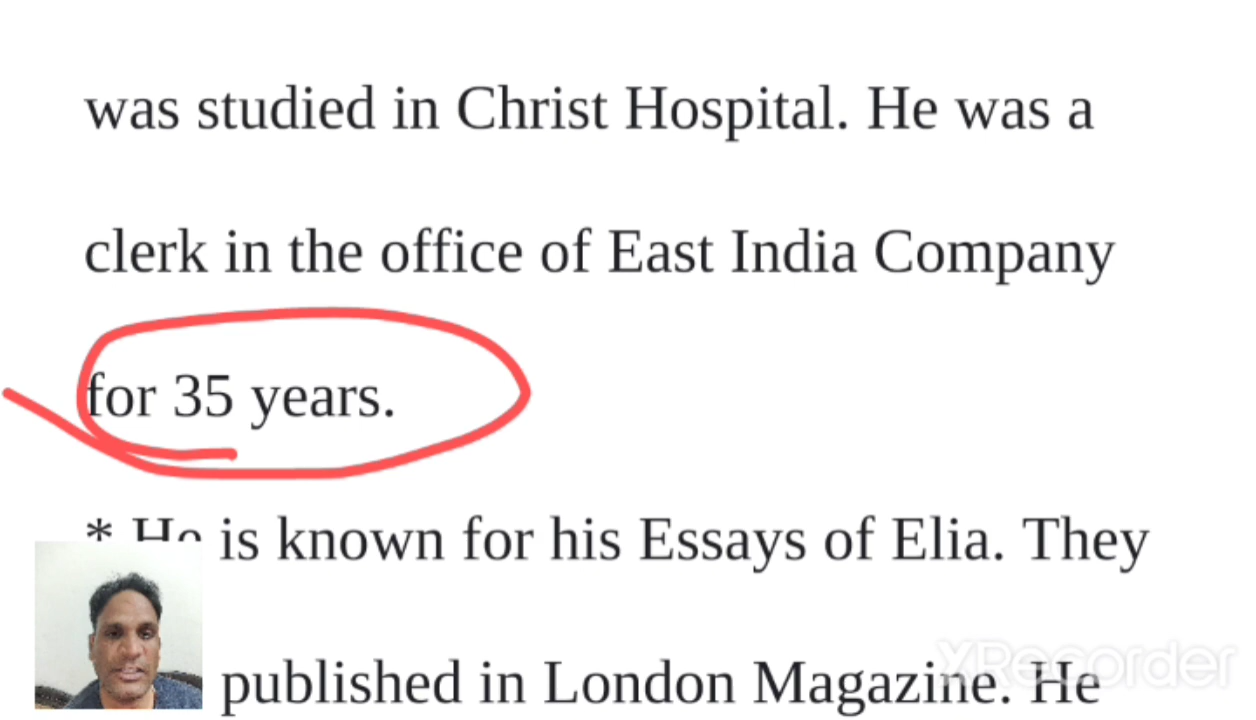 was studied in Christ Hospital. He was a
clerk in the office of East India Company
for 35 years.
* He is known for his Essays of Elia. They
published in London Magazine. He
XRecorder